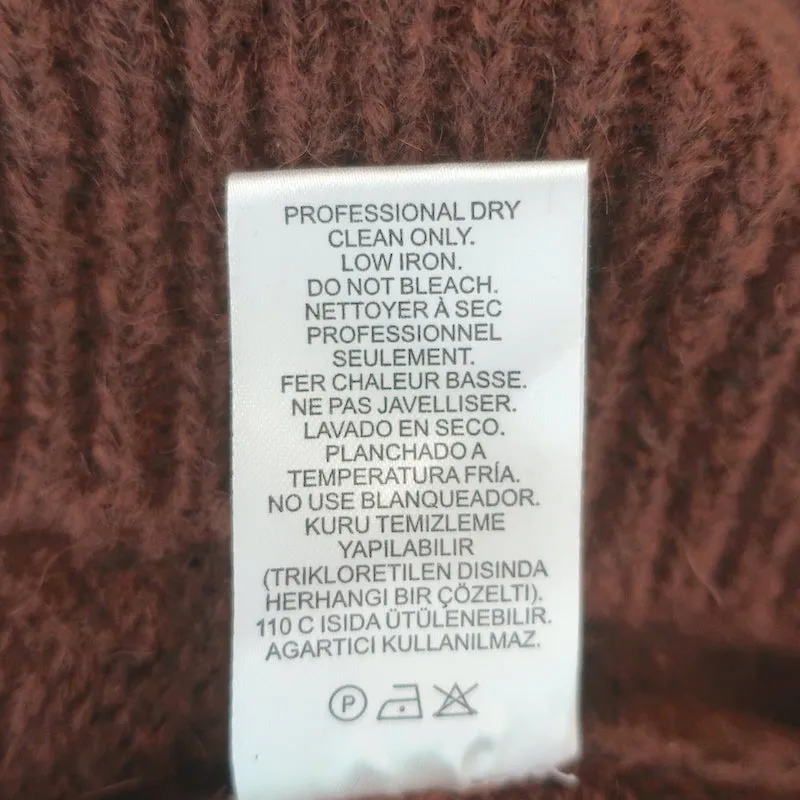 PROFESSIONAL DRY
CLEAN ONLY.
LOW IRON.
DO NOT BLEACH.
NETTOYER À SEC
PROFESSIONNEL
SEULEMENT.
FER CHALEUR BASSE.
NE PAS JAVELLISER.
LAVADO EN SECO.
PLANCHADO A
TEMPERATURA FRÍA.
NO USE BLANQUEADOR.
KURU TEMIZLEME
YAPILABILIR
(TRIKLORETILEN DISINDA
HERHANGI BIR ÇÖZELTI).
110 C ISIDA ÜTÜLENEBILIR.
AGARTICI KULLANILMAZ.
P